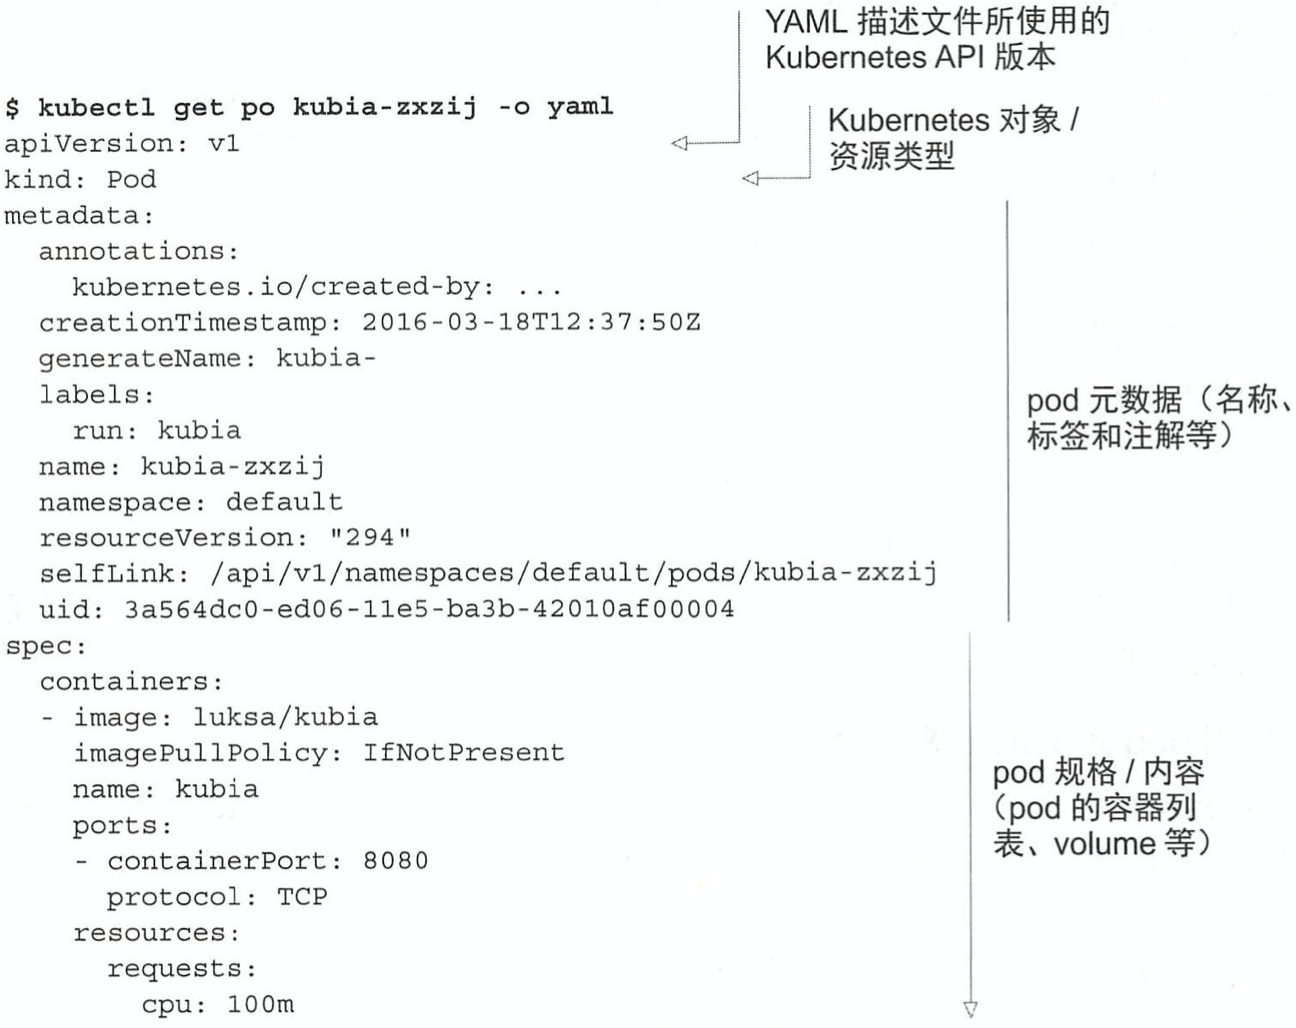 YAML 描述文件所使用的
Kubernetes API 版本
$ kubectl get po kubia-zxzij -o yaml
apiVersion: v1
Kubernetes 对象 /
资源类型
kind: Pod
metadata:
  annotations:
    kubernetes.io/created-by: ...
  creationTimestamp: 2016-03-18T12:37:50Z
  generateName: kubia-
  labels:
    run: kubia
  name: kubia-zxzij
  namespace: default
  resourceVersion: "294"
  selfLink: /api/v1/namespaces/default/pods/kubia-zxzij
  uid: 3a564dc0-ed06-11e5-ba3b-42010af00004
pod 元数据（名称、
标签和注解等）
spec:
  containers:
  - image: luksa/kubia
    imagePullPolicy: IfNotPresent
    name: kubia
    ports:
    - containerPort: 8080
      protocol: TCP
    resources:
      requests:
        cpu: 100m
pod 规格 / 内容
（pod 的容器列
表、volume 等）